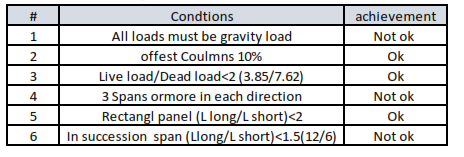 # Condtions achievement
1 All loads must be gravity load Not ok
2 offest Coulmns 10% Ok
3 Live load/Dead load<2 (3.85/7.62) Ok
4 3 Spans ormore in each direction Not ok
5 Rectangl panel (L long/L short)<2 Ok
6 In succession span (Llong/L short)<1.5(12/6) Not ok